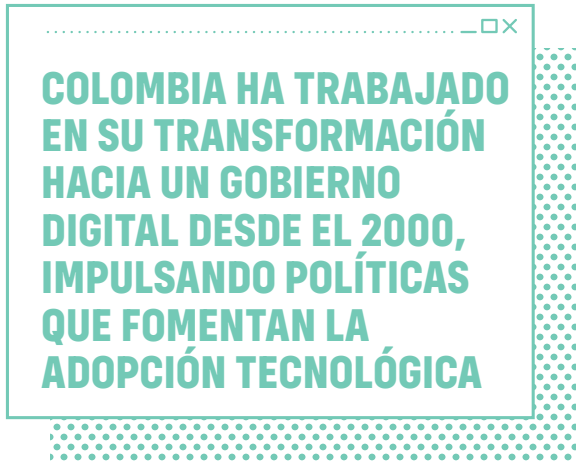 COLOMBIA HA TRABAJADO
EN SU TRANSFORMACIÓN
HACIA UN GOBIERNO
DIGITAL DESDE EL 2000,
IMPULSANDO POLÍTICAS
QUE FOMENTAN LA
ADOPCIÓN TECNOLÓGICA